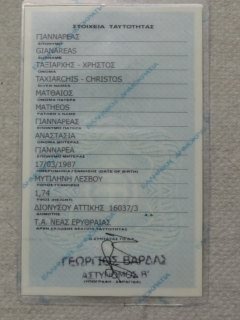 ΣΤΟΙΧΕΙΑ ΤΑΥΤΟΤΗΤΑΣ
ΓΙΑΝΝΑΡΕΑΣ
ΕΠΩΝΥΜΟ
GIANAREAS
SURNAME
ΤΑΞΙΑΡΧΗΣ - ΧΡΗΣΤΟΣ
ΟΝΟΜΑ
TAXIARCHIS - CHRISTOS
GIVEN NAMES
ΜΑΤΘΑΙΟΣ
ΟΝΟΜΑ ΠΑΤΕΡΑ
MATHEOS
FATHER'S NAME
ΓΙΑΝΝΑΡΕΑΣ
ΕΠΩΝΥΜΟ ΠΑΤΕΡΑ
ΑΝΑΣΤΑΣΙΑ
ΟΝΟΜΑ ΜΗΤΕΡΑΣ
ΓΙΑΝΝΑΡΕΑ
ΕΠΩΝΥΜΟ ΜΗΤΕΡΑΣ
17/03/1987
ΗΜΕΡΟΜΗΝΙΑ ΓΕΝΝΗΣΗΣ (DATE OF BIRTH)
ΜΥΤΙΛΗΝΗ ΛΕΣΒΟΥ
ΤΟΠΟΣ ΓΕΝΝΗΣΗΣ
1,74
ΔΙΟΝΥΣΟΥ ΑΤΤΙΚΗΣ 16037/3
Τ.Α. ΝΕΑΣ ΕΡΥΘΡΑΙΑΣ
ΓΕΩΡΓΙΟΣ ΒΑΡΔΑΣ
ΑΣΤΥΝΟΜΟΣ Β'